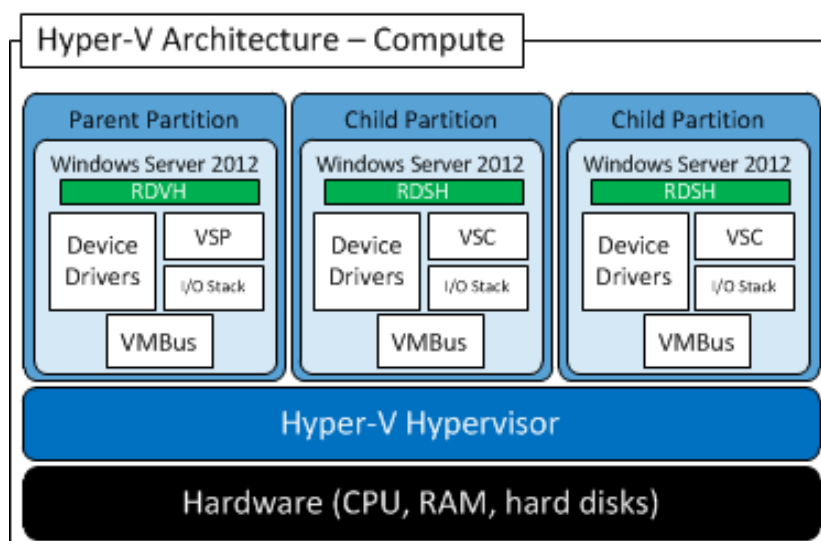 Hyper-V Architecture – Compute
Parent Partition
Windows Server 2012
RDVH
Device
Drivers
VSP
I/O Stack
VMBus
Child Partition
Windows Server 2012
RDSH
Device
Drivers
VSC
I/O Stack
VMBus
Child Partition
Windows Server 2012
RDSH
Device
Drivers
VSC
I/O Stack
VMBus
Hyper-V Hypervisor
Hardware (CPU, RAM, hard disks)